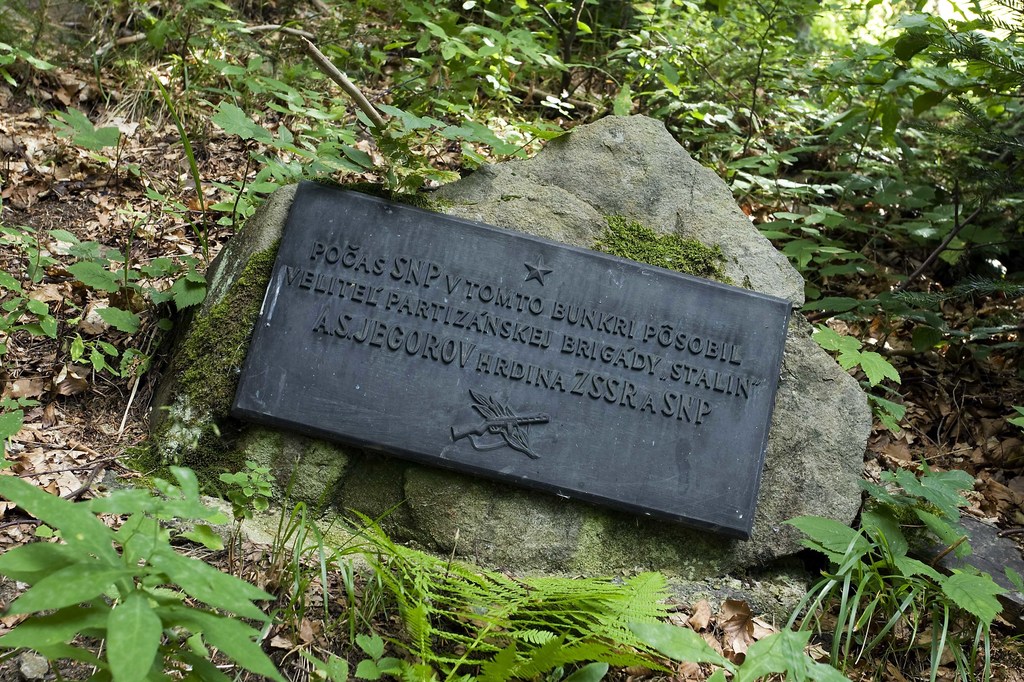 POČAS SNP V TOMTO BUNKRI PÔSOBIL
VELITEĽ PARTIZÁNSKEJ BRIGÁDY „STALIN“
A.S. JEGOROV HRDINA ZSSR A SNP